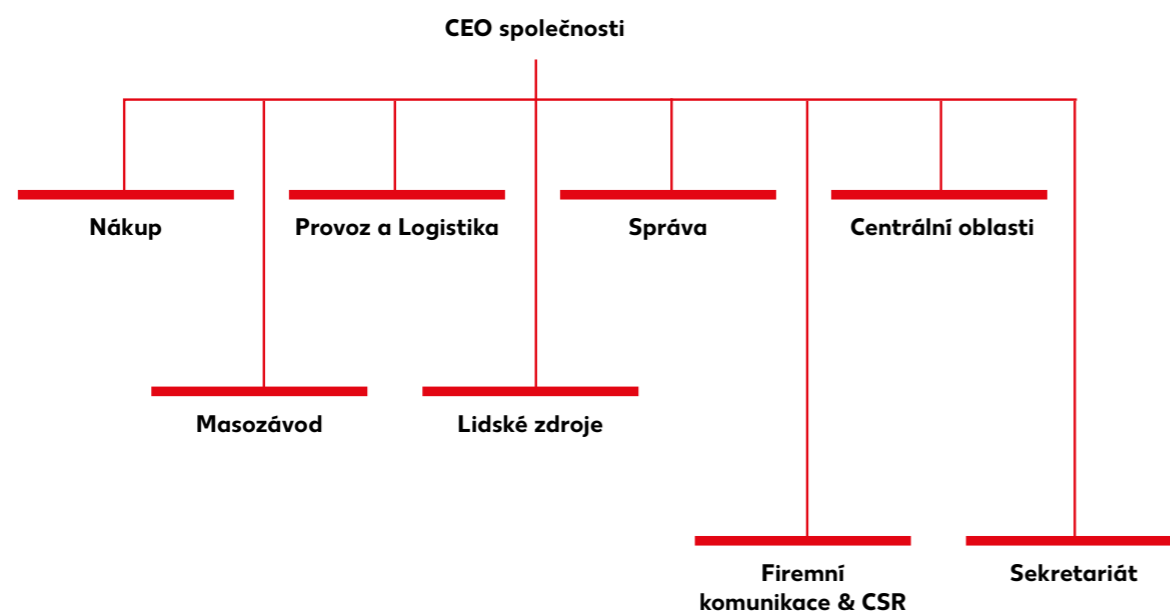 CEO společnosti
Nákup
Provoz a Logistika
Správa
Centrální oblasti
Masozávod
Lidské zdroje
Firemní
komunikace & CSR
Sekretariát